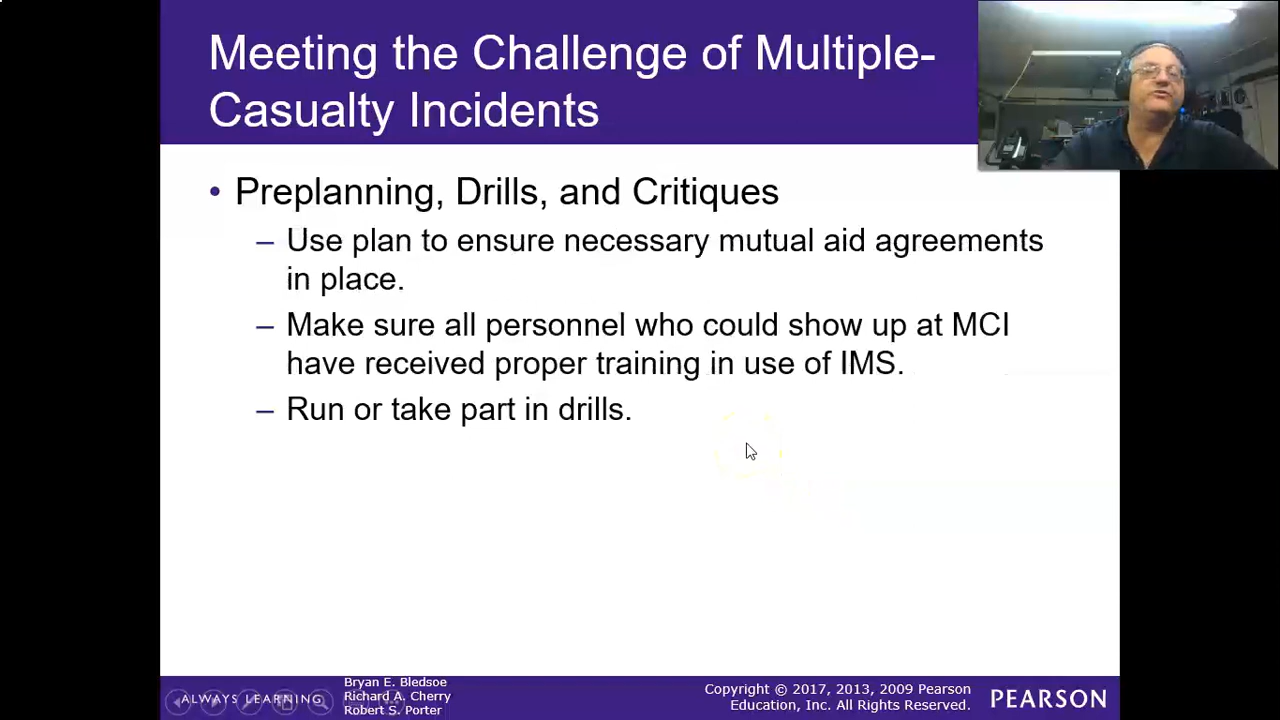 Meeting the Challenge of Multiple-
Casualty Incidents
• Preplanning, Drills, and Critiques
– Use plan to ensure necessary mutual aid agreements
in place.
– Make sure all personnel who could show up at MCI
have received proper training in use of IMS.
– Run or take part in drills.
ALWAYS LEARNING
Bryan E. Bledsoe
Richard A. Cherry
Robert S. Porter
Copyright © 2017, 2013, 2009 Pearson
Education, Inc. All Rights Reserved.
PEARSON